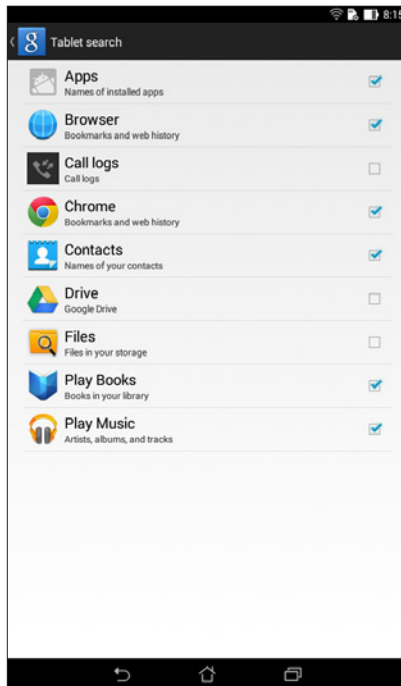 8:15
Tablet search
Apps
Names of installed apps
Browser
Bookmarks and web history
Call logs
Call logs
Chrome
Bookmarks and web history
Contacts
Names of your contacts
Drive
Google Drive
Files
Files in your storage
Play Books
Books in your library
Play Music
Artists, albums, and tracks